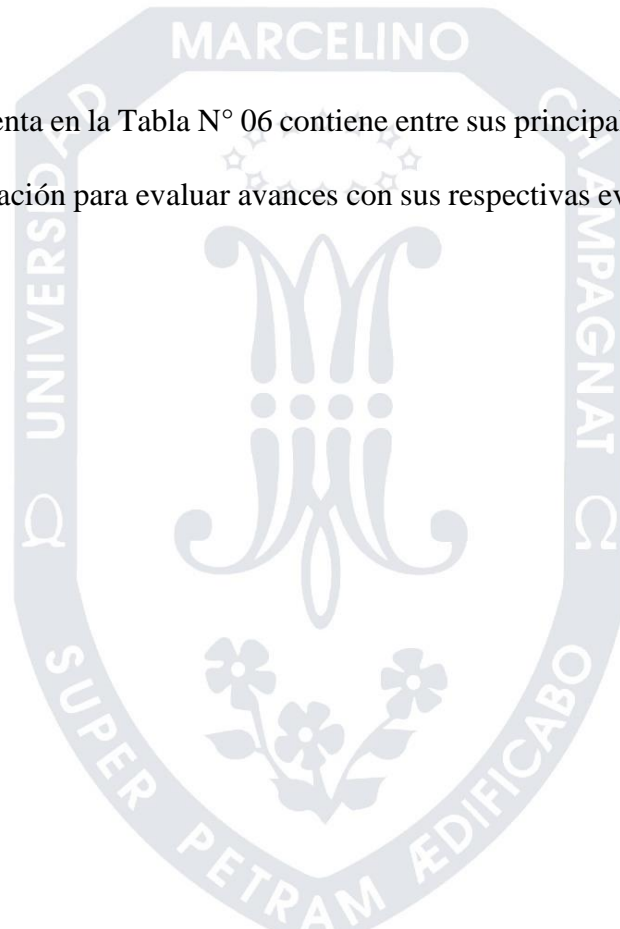 MARCELINO
enta en la Tabla N° 06 contiene entre sus principal
ación para evaluar avances con sus respectivas ev
UNIVERSIDAD
CHAMPAGNAT
Ω
Ω
SUPER PETRAM ÆDIFICABO